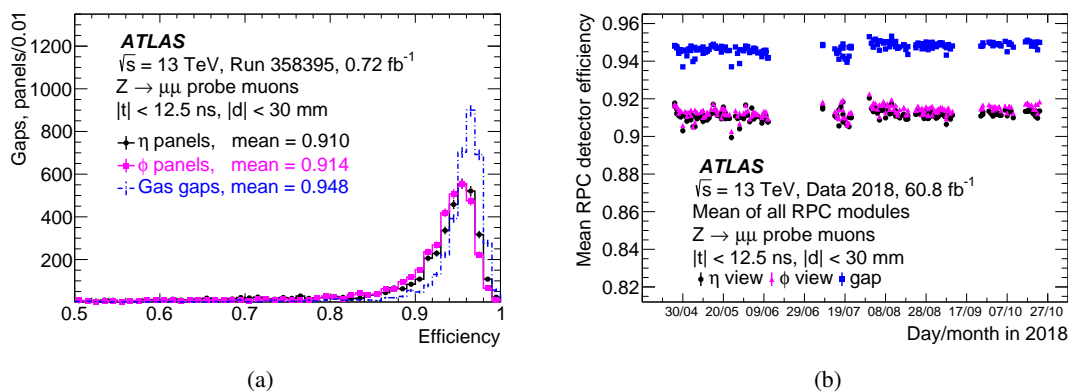 Gaps, panels/0.01
1200
1000
800
600
400
200
0.5 0.6 0.7 0.8 0.9 1
Efficiency
ATLAS
√s = 13 TeV, Run 358395, 0.72 fb⁻¹
Z → μμ probe muons
|t| < 12.5 ns, |d| < 30 mm
η panels, mean = 0.910
ϕ panels, mean = 0.914
Gas gaps, mean = 0.948
(a)
Mean RPC detector efficiency
0.96
0.94
0.92
0.9
0.88
0.86
0.84
0.82
30/04 20/05 09/06 29/06 19/07 08/08 28/08 17/09 07/10 27/10
Day/month in 2018
ATLAS
√s = 13 TeV, Data 2018, 60.8 fb⁻¹
Mean of all RPC modules
Z → μμ probe muons
|t| < 12.5 ns, |d| < 30 mm
η view ϕ view gap
(b)